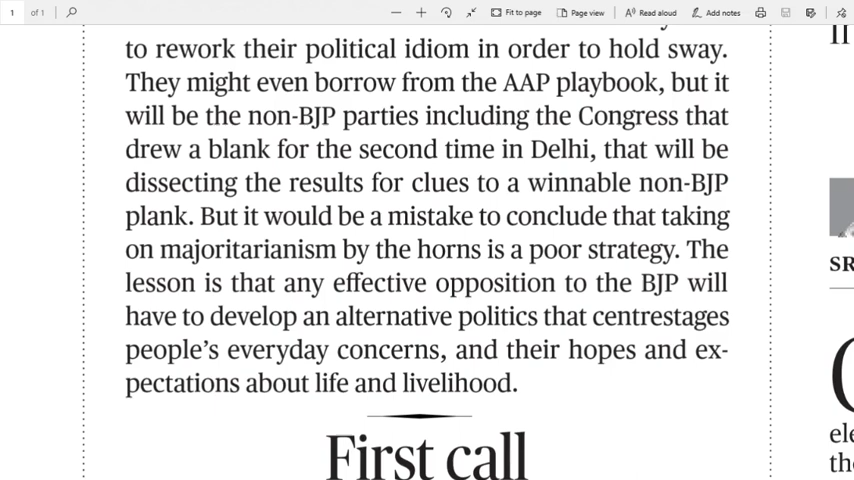 1 of 1 Fit to page Page view Read aloud Add notes
to rework their political idiom in order to hold sway.
They might even borrow from the AAP playbook, but it
will be the non-BJP parties including the Congress that
drew a blank for the second time in Delhi, that will be
dissecting the results for clues to a winnable non-BJP
plank. But it would be a mistake to conclude that taking
on majoritarianism by the horns is a poor strategy. The
lesson is that any effective opposition to the BJP will
have to develop an alternative politics that centrestages
people's everyday concerns, and their hopes and ex-
pectations about life and livelihood.
First call
SR
ele
the